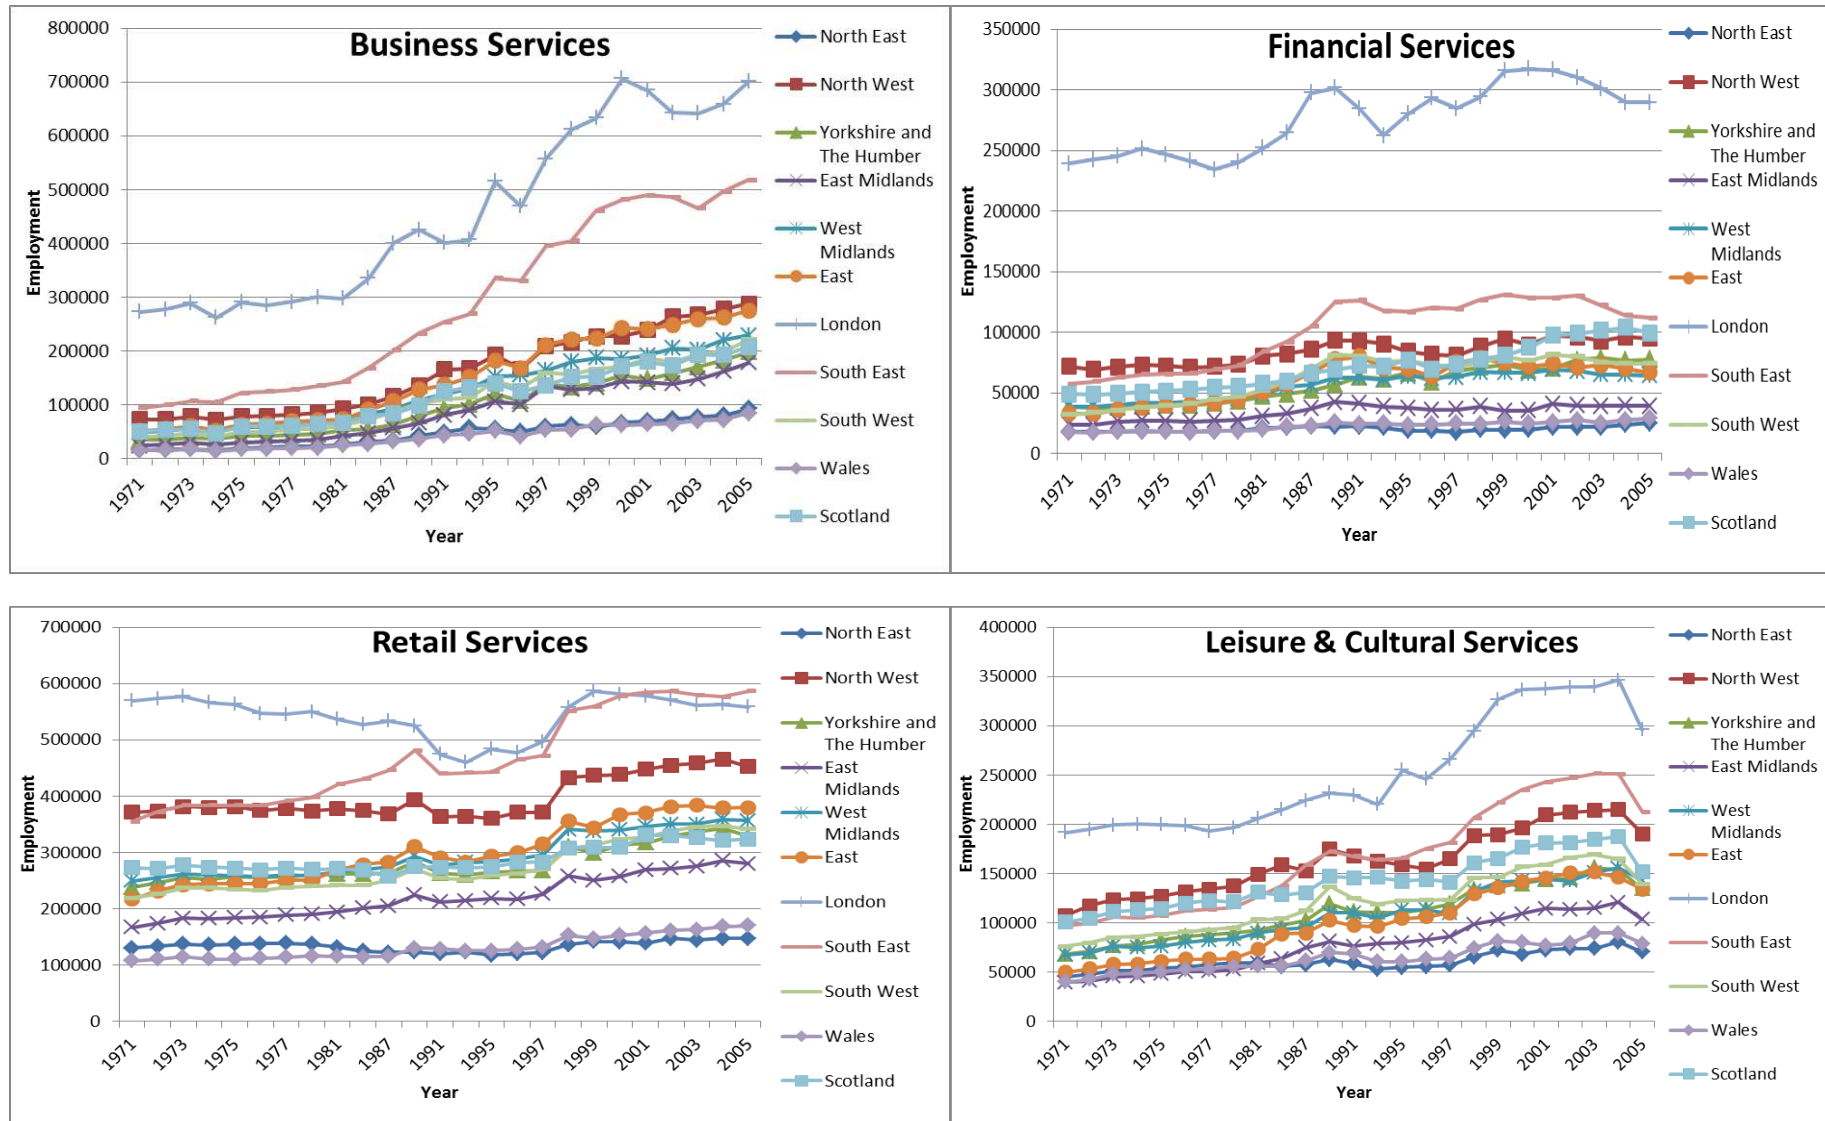 Business Services
800000
700000
600000
500000
400000
300000
200000
100000
0
Employment
1971
1973
1975
1977
1981
1987
1991
1995
1997
1999
2001
2003
2005
Year
North East
North West
Yorkshire and
The Humber
East Midlands
West
Midlands
East
London
South East
South West
Wales
Scotland
Financial Services
350000
300000
250000
200000
150000
100000
50000
0
Employment
1971
1973
1975
1977
1981
1987
1991
1995
1997
1999
2001
2003
2005
Year
North East
North West
Yorkshire and
The Humber
East Midlands
West
Midlands
East
London
South East
South West
Wales
Scotland
Retail Services
700000
600000
500000
400000
300000
200000
100000
0
Employment
1971
1973
1975
1977
1981
1987
1991
1995
1997
1999
2001
2003
2005
Year
North East
North West
Yorkshire and
The Humber
East
Midlands
West
Midlands
East
London
South East
South West
Wales
Scotland
Leisure & Cultural Services
400000
350000
300000
250000
200000
150000
100000
50000
0
Employment
1971
1973
1975
1977
1981
1987
1991
1995
1997
1999
2001
2003
2005
Year
North East
North West
Yorkshire and
The Humber
East Midlands
West
Midlands
East
London
South East
South West
Wales
Scotland